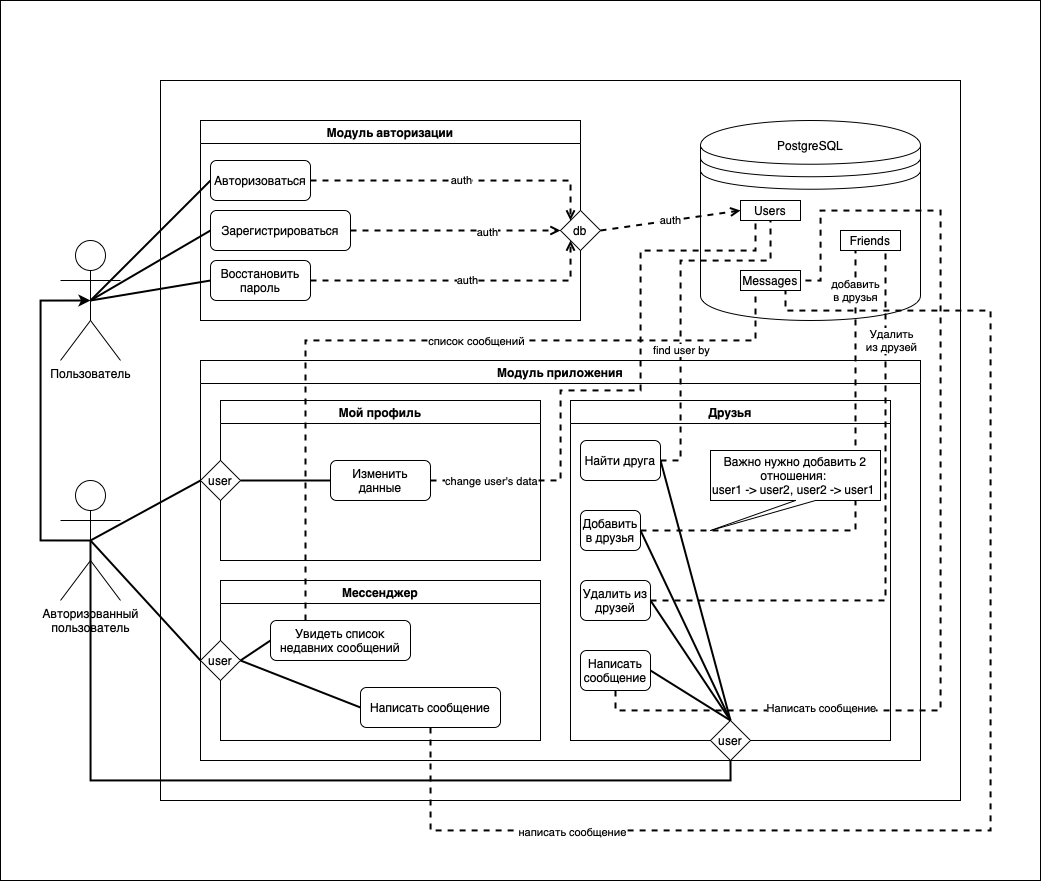 Модуль авторизации
PostgreSQL
Авторизоваться
auth
Users
auth
Зарегистрироваться
auth
db
Friends
Восстановить
пароль
auth
Messages
добавить
в друзья
Удалить
из друзей
список сообщений
find user by
Пользователь
Модуль приложения
Мой профиль
Друзья
user
Изменить
данные
change user's data
Найти друга
Важно нужно добавить 2
отношения:
user1 -> user2, user2 -> user1
Добавить
в друзья
Авторизованный
пользователь
Мессенджер
Удалить из
друзей
user
Увидеть список
недавних сообщений
Написать
сообщение
Написать сообщение
Написать сообщение
user
написать сообщение